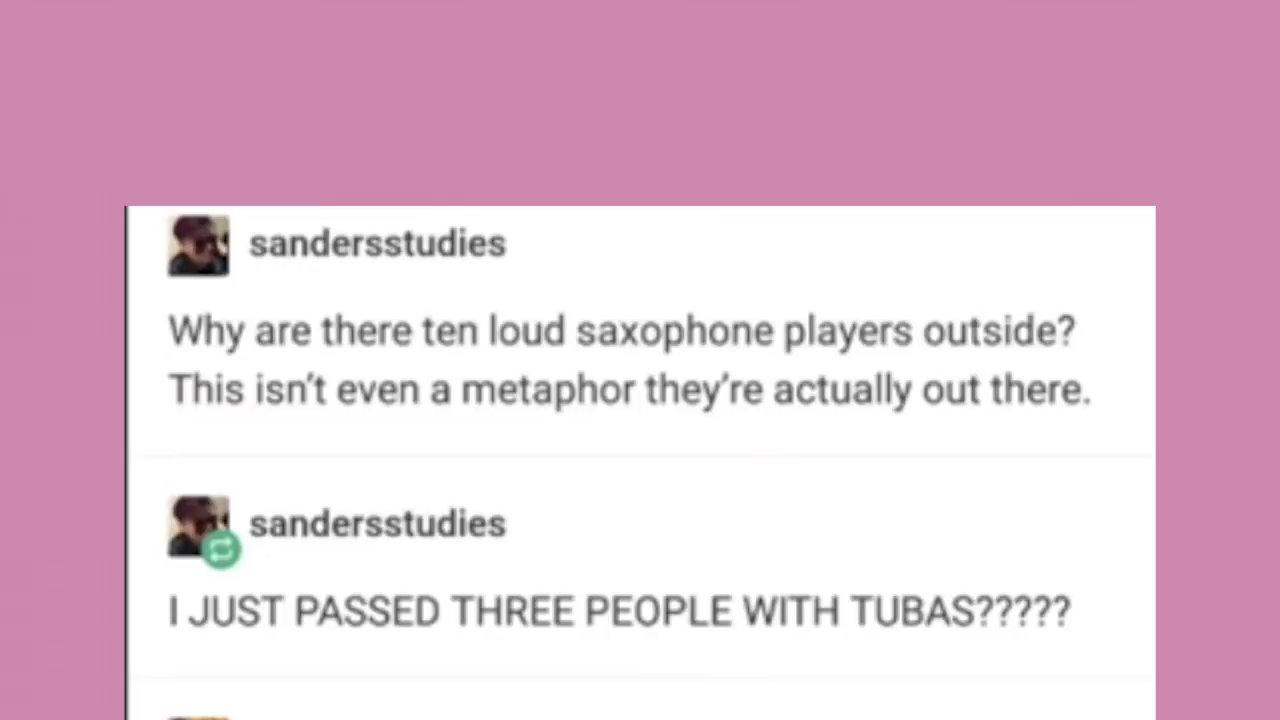 sandersstudies
Why are there ten loud saxophone players outside?
This isn't even a metaphor they're actually out there.
sandersstudies
I JUST PASSED THREE PEOPLE WITH TUBAS?????